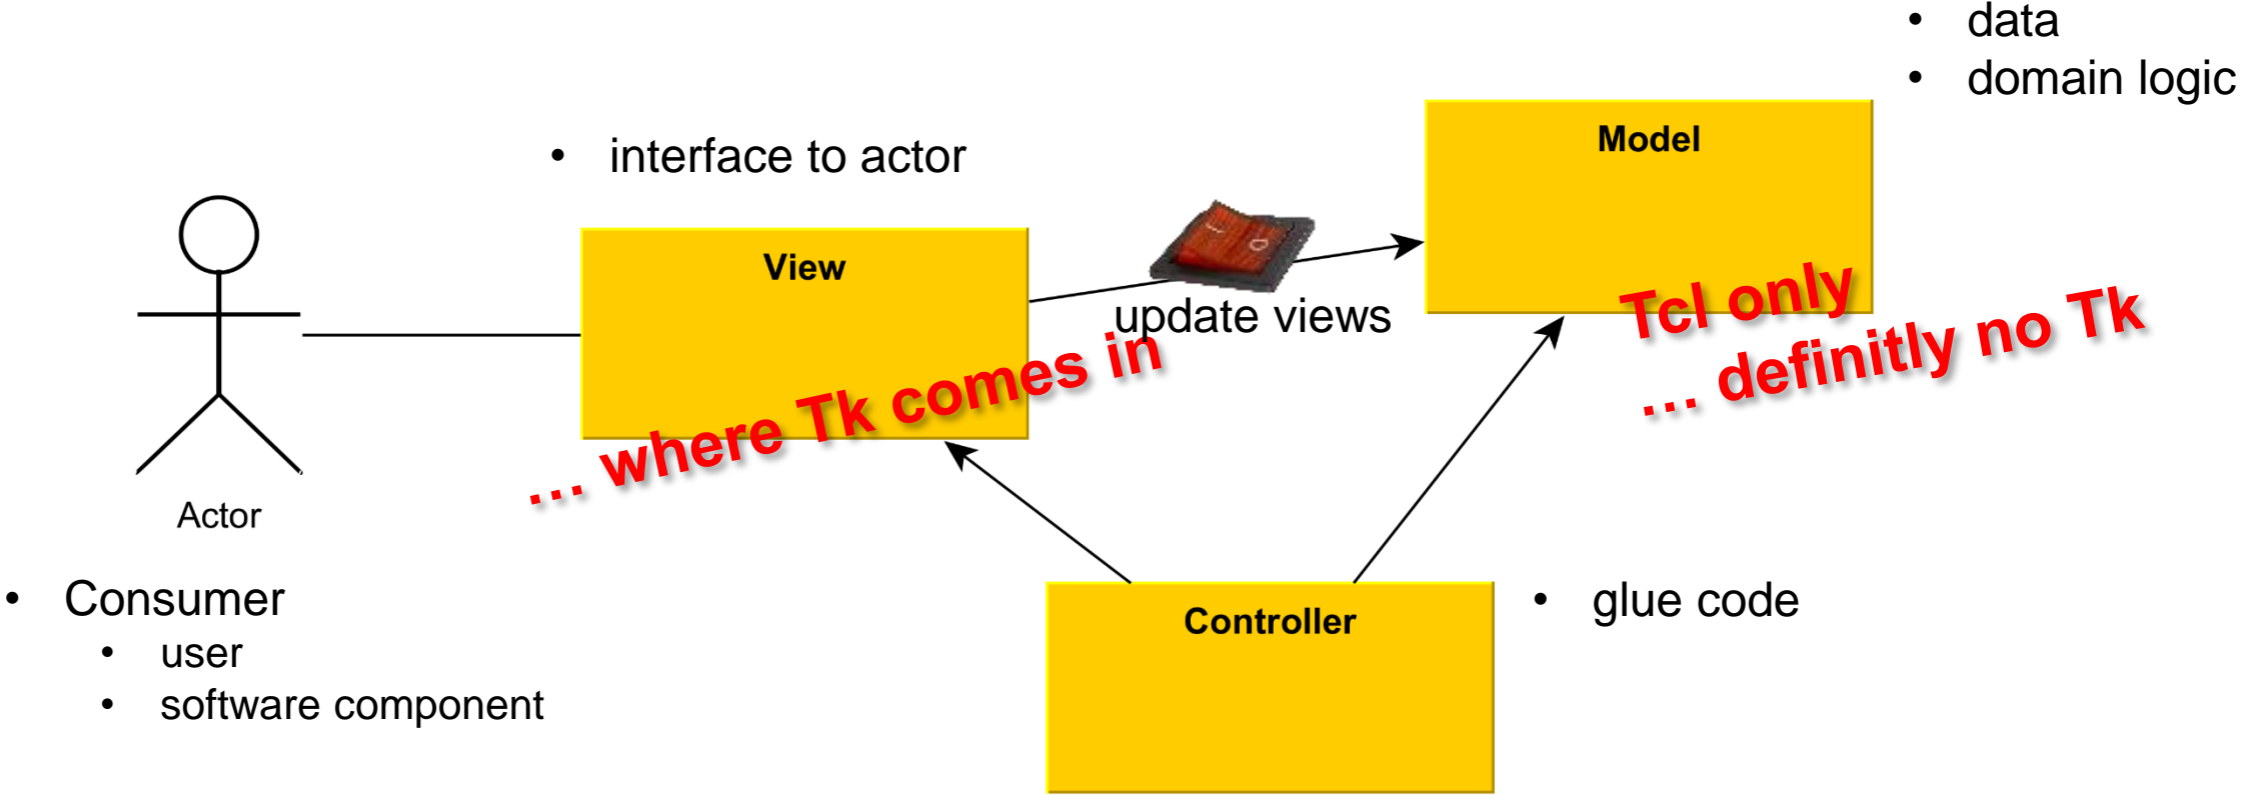 • data
• domain logic
Model
• interface to actor
View
update views
Tcl only
... definitly no Tk
... where Tk comes in
Actor
• Consumer
• user
• software component
Controller
• glue code